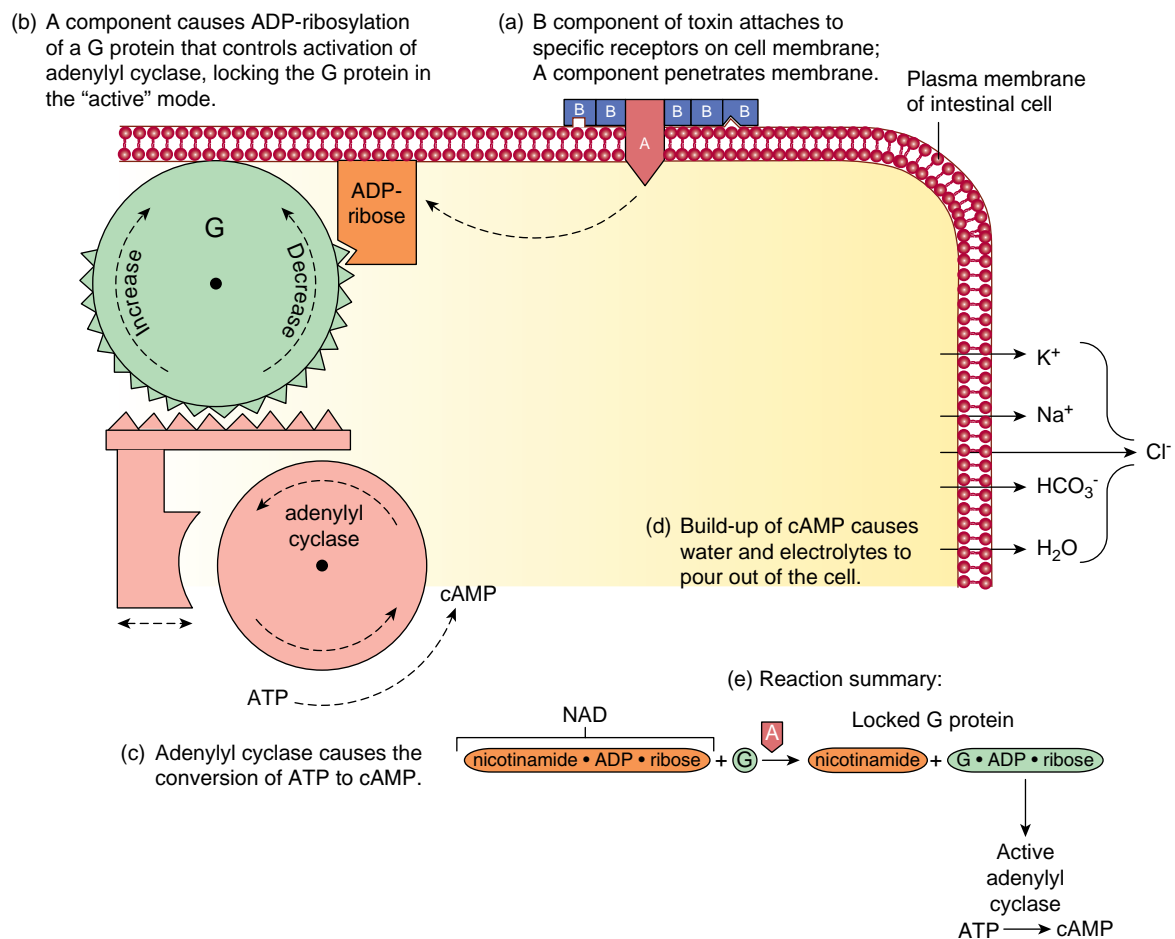 (b) A component causes ADP-ribosylation
of a G protein that controls activation of
adenylyl cyclase, locking the G protein in
the “active” mode.
(a) B component of toxin attaches to
specific receptors on cell membrane;
A component penetrates membrane.
Plasma membrane
of intestinal cell
B B B B B
A
ADP-
ribose
G
Increase
Decrease
K⁺
Na⁺
Cl⁻
HCO₃⁻
H₂O
adenylyl
cyclase
(d) Build-up of cAMP causes
water and electrolytes to
pour out of the cell.
cAMP
ATP
(c) Adenylyl cyclase causes the
conversion of ATP to cAMP.
(e) Reaction summary:
NAD
A
Locked G protein
nicotinamide • ADP • ribose + G → nicotinamide + G • ADP • ribose
Active
adenylyl
cyclase
ATP → cAMP